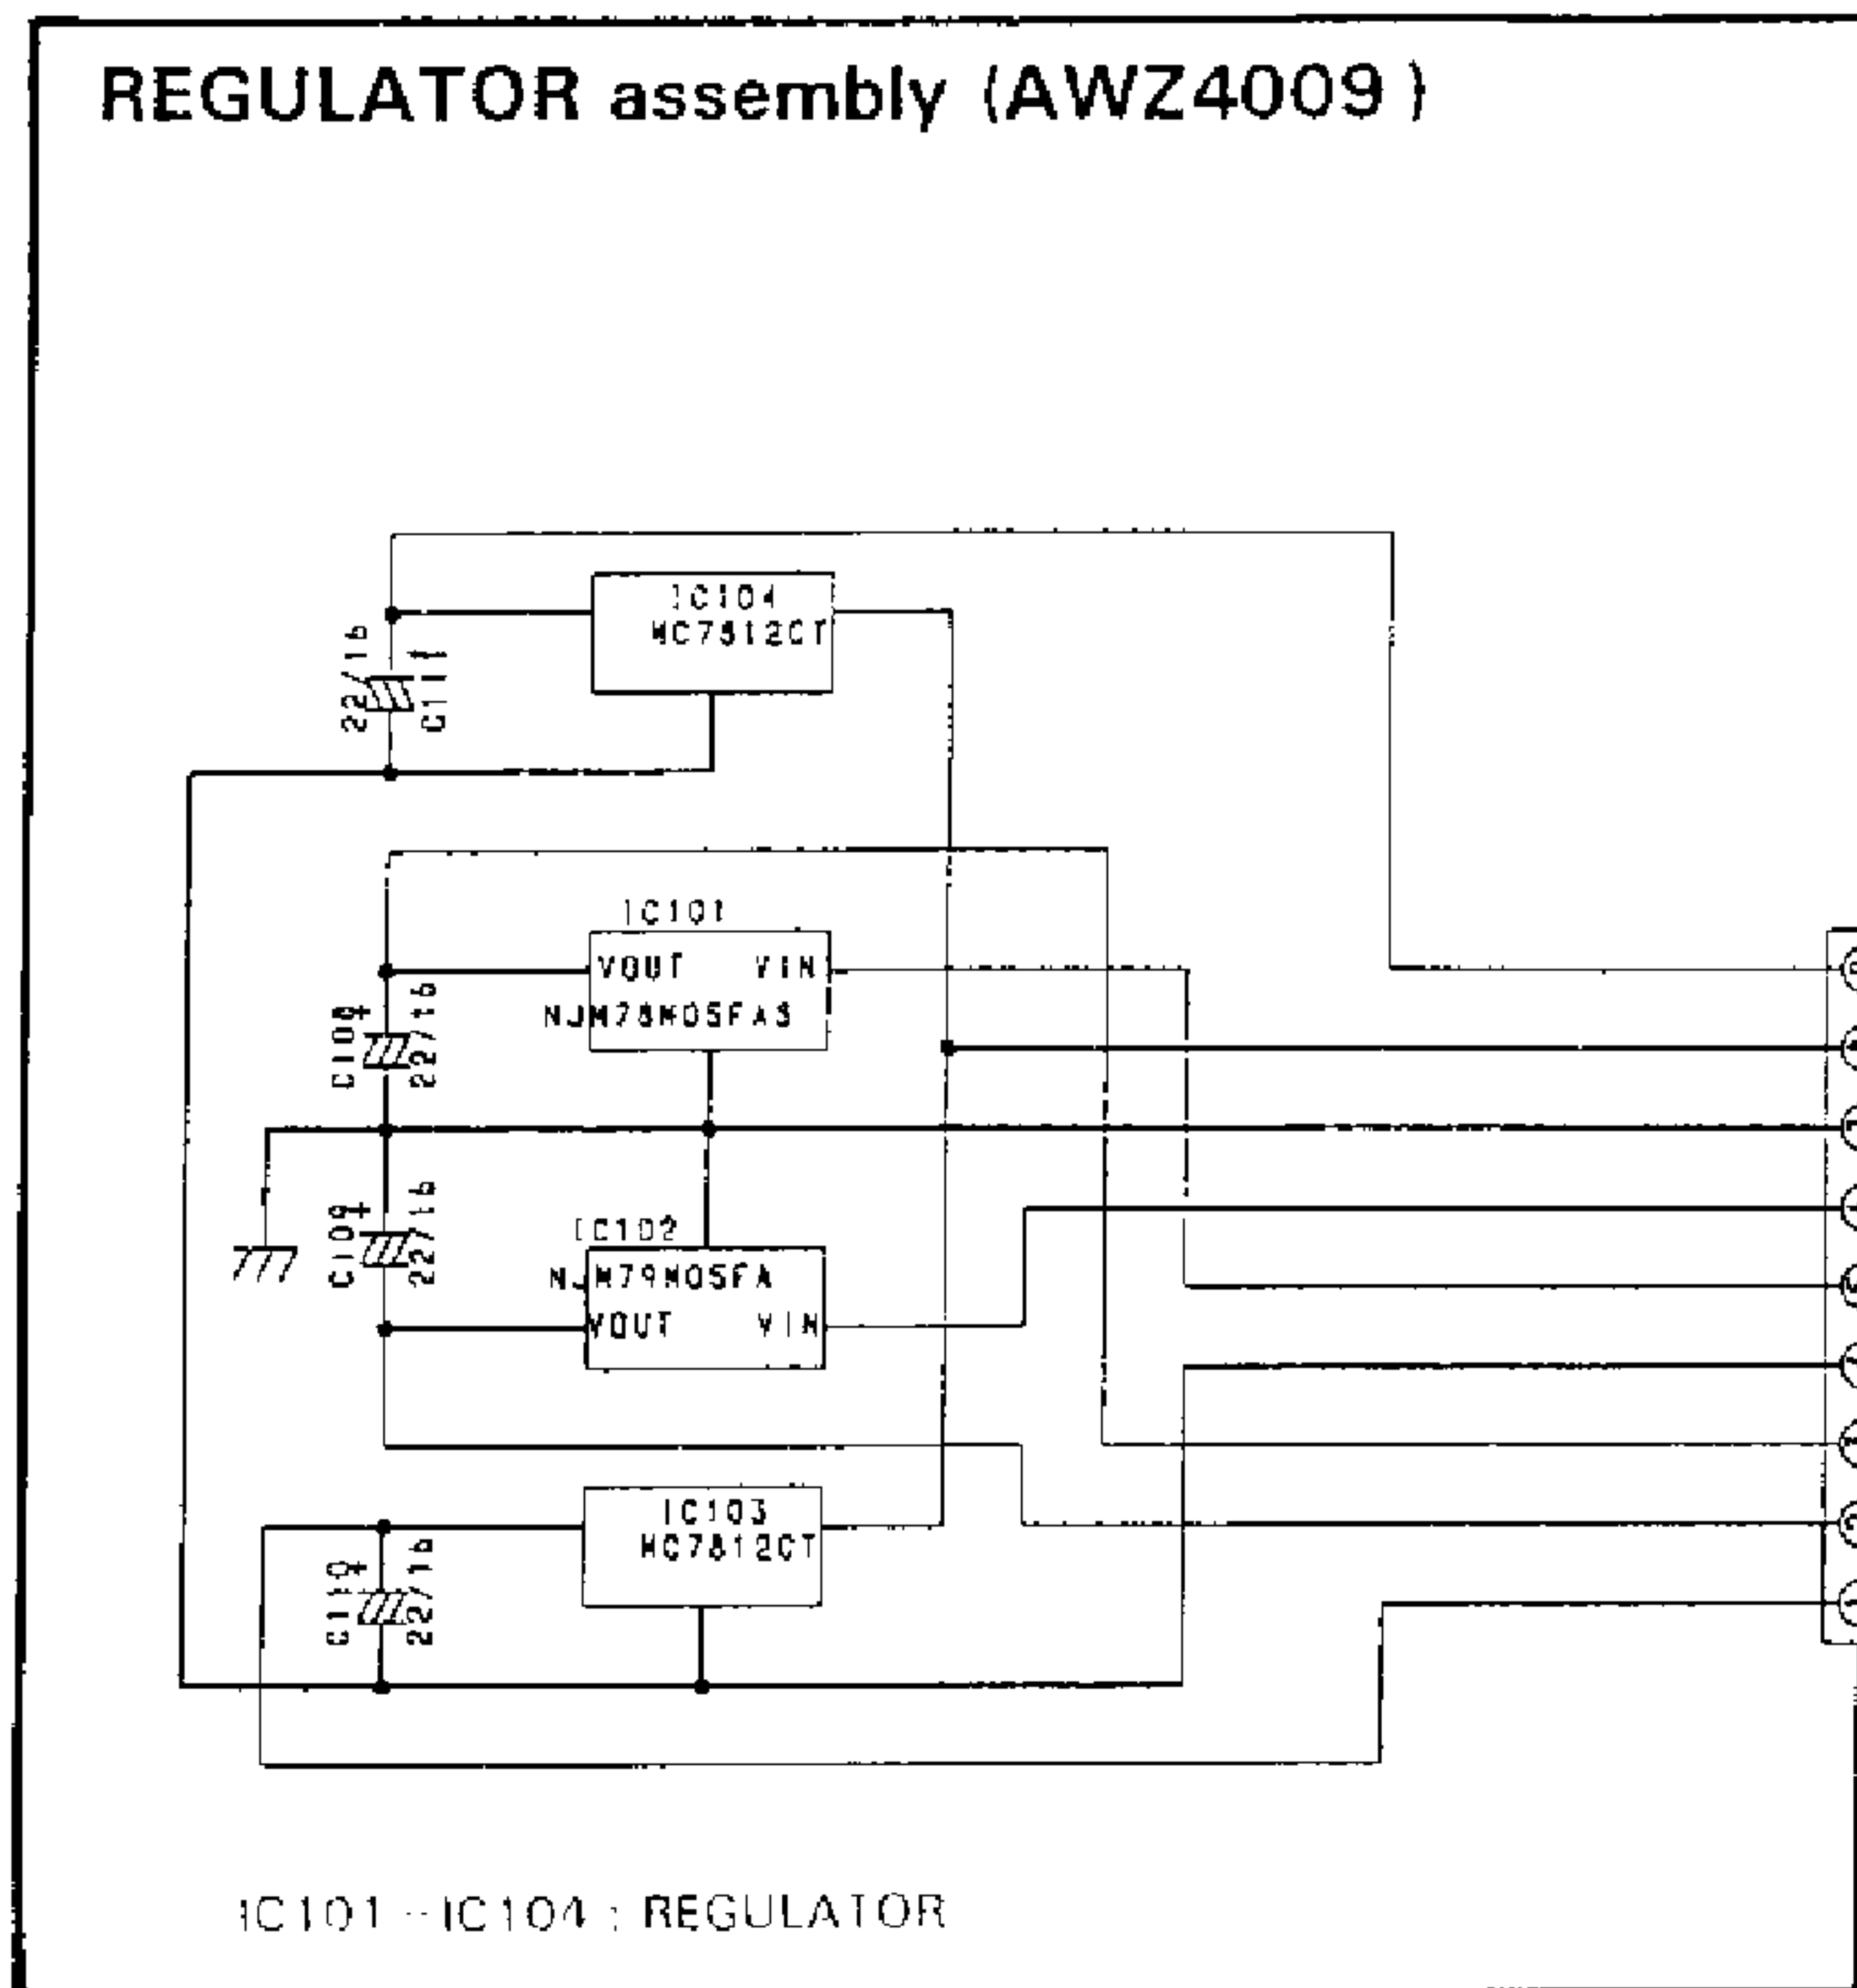 REGULATOR assembly (AWZ4009 )
IC104
MC7812CT
22/16
C111
IC101
VOUT VIN
NJM78M05FAS
C108
22/16
C109
22/16
IC102
NJM79M05FA
VOUT VIN
IC103
MC7812CT
C110
22/16
IC101 -- IC104 : REGULATOR